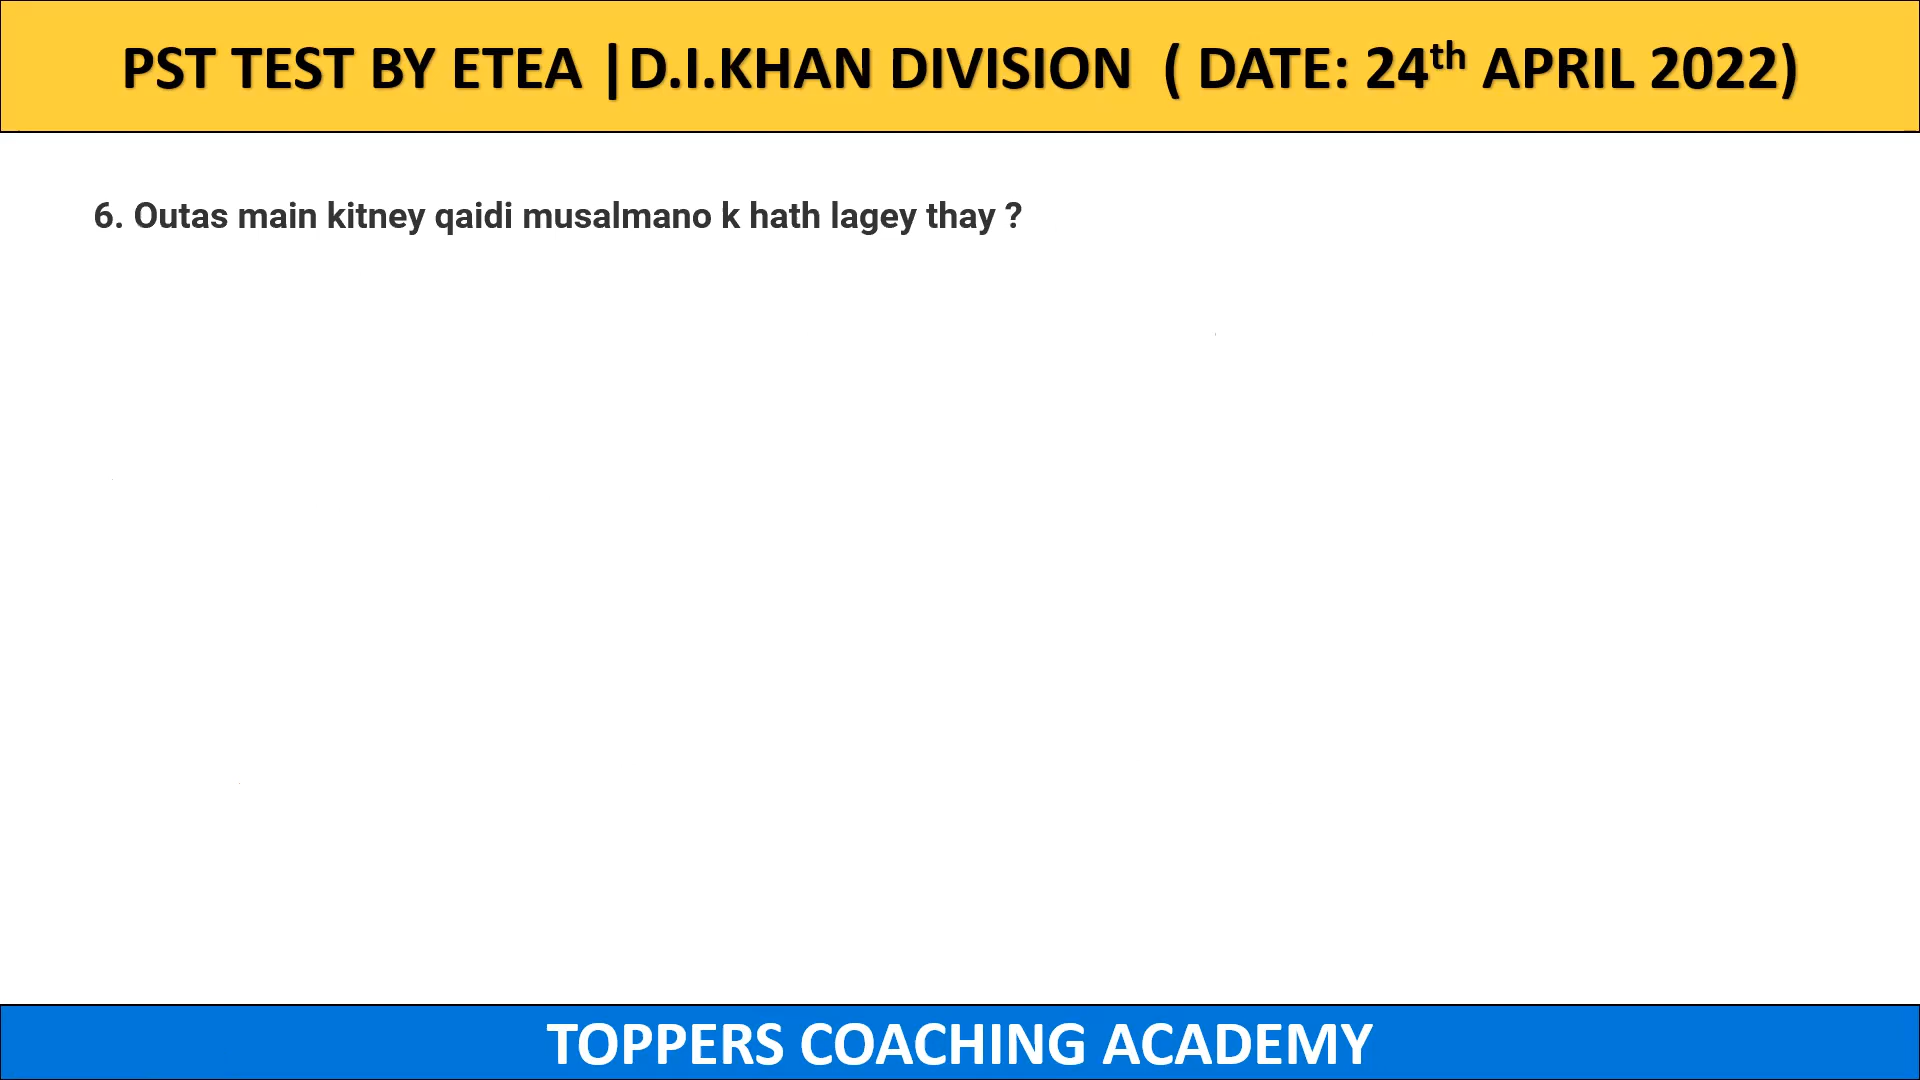 PST TEST BY ETEA |D.I.KHAN DIVISION ( DATE: 24th APRIL 2022)
6. Outas main kitney qaidi musalmano k hath lagey thay ?
TOPPERS COACHING ACADEMY